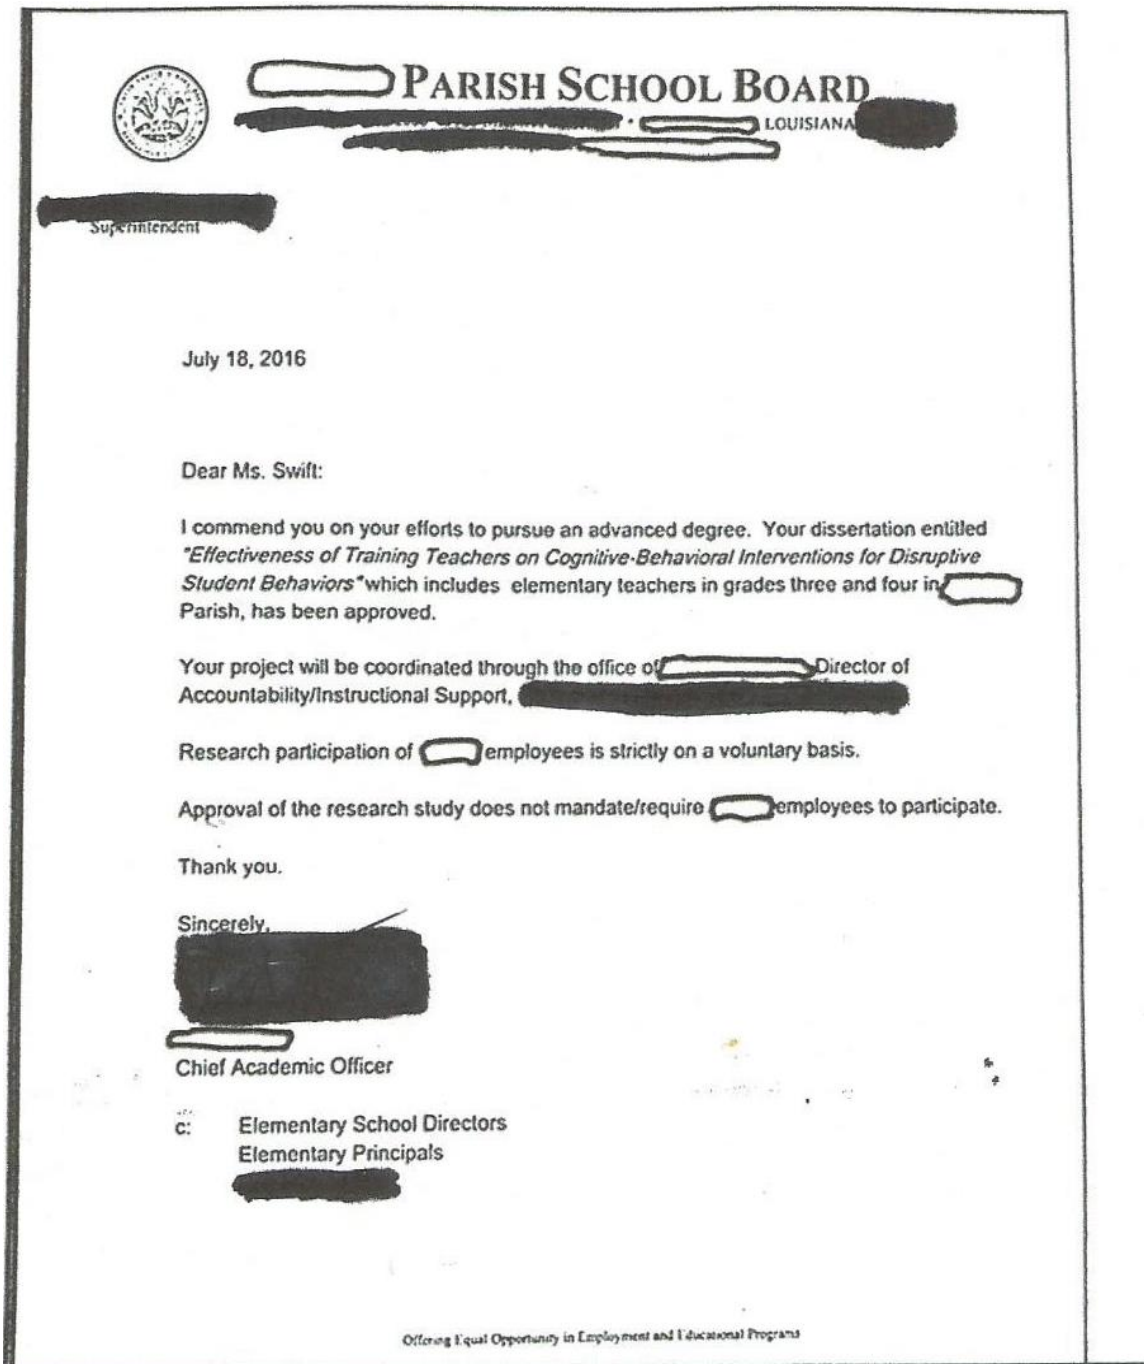 PARISH SCHOOL BOARD
• LOUISIANA
Superintendent
July 18, 2016
Dear Ms. Swift:
I commend you on your efforts to pursue an advanced degree. Your dissertation entitled
"Effectiveness of Training Teachers on Cognitive-Behavioral Interventions for Disruptive
Student Behaviors" which includes elementary teachers in grades three and four in
Parish, has been approved.
Your project will be coordinated through the office of Director of
Accountability/Instructional Support,
Research participation of employees is strictly on a voluntary basis.
Approval of the research study does not mandate/require employees to participate.
Thank you.
Sincerely,
Chief Academic Officer
c: Elementary School Directors
Elementary Principals
Offering Equal Opportunity in Employment and Educational Programs